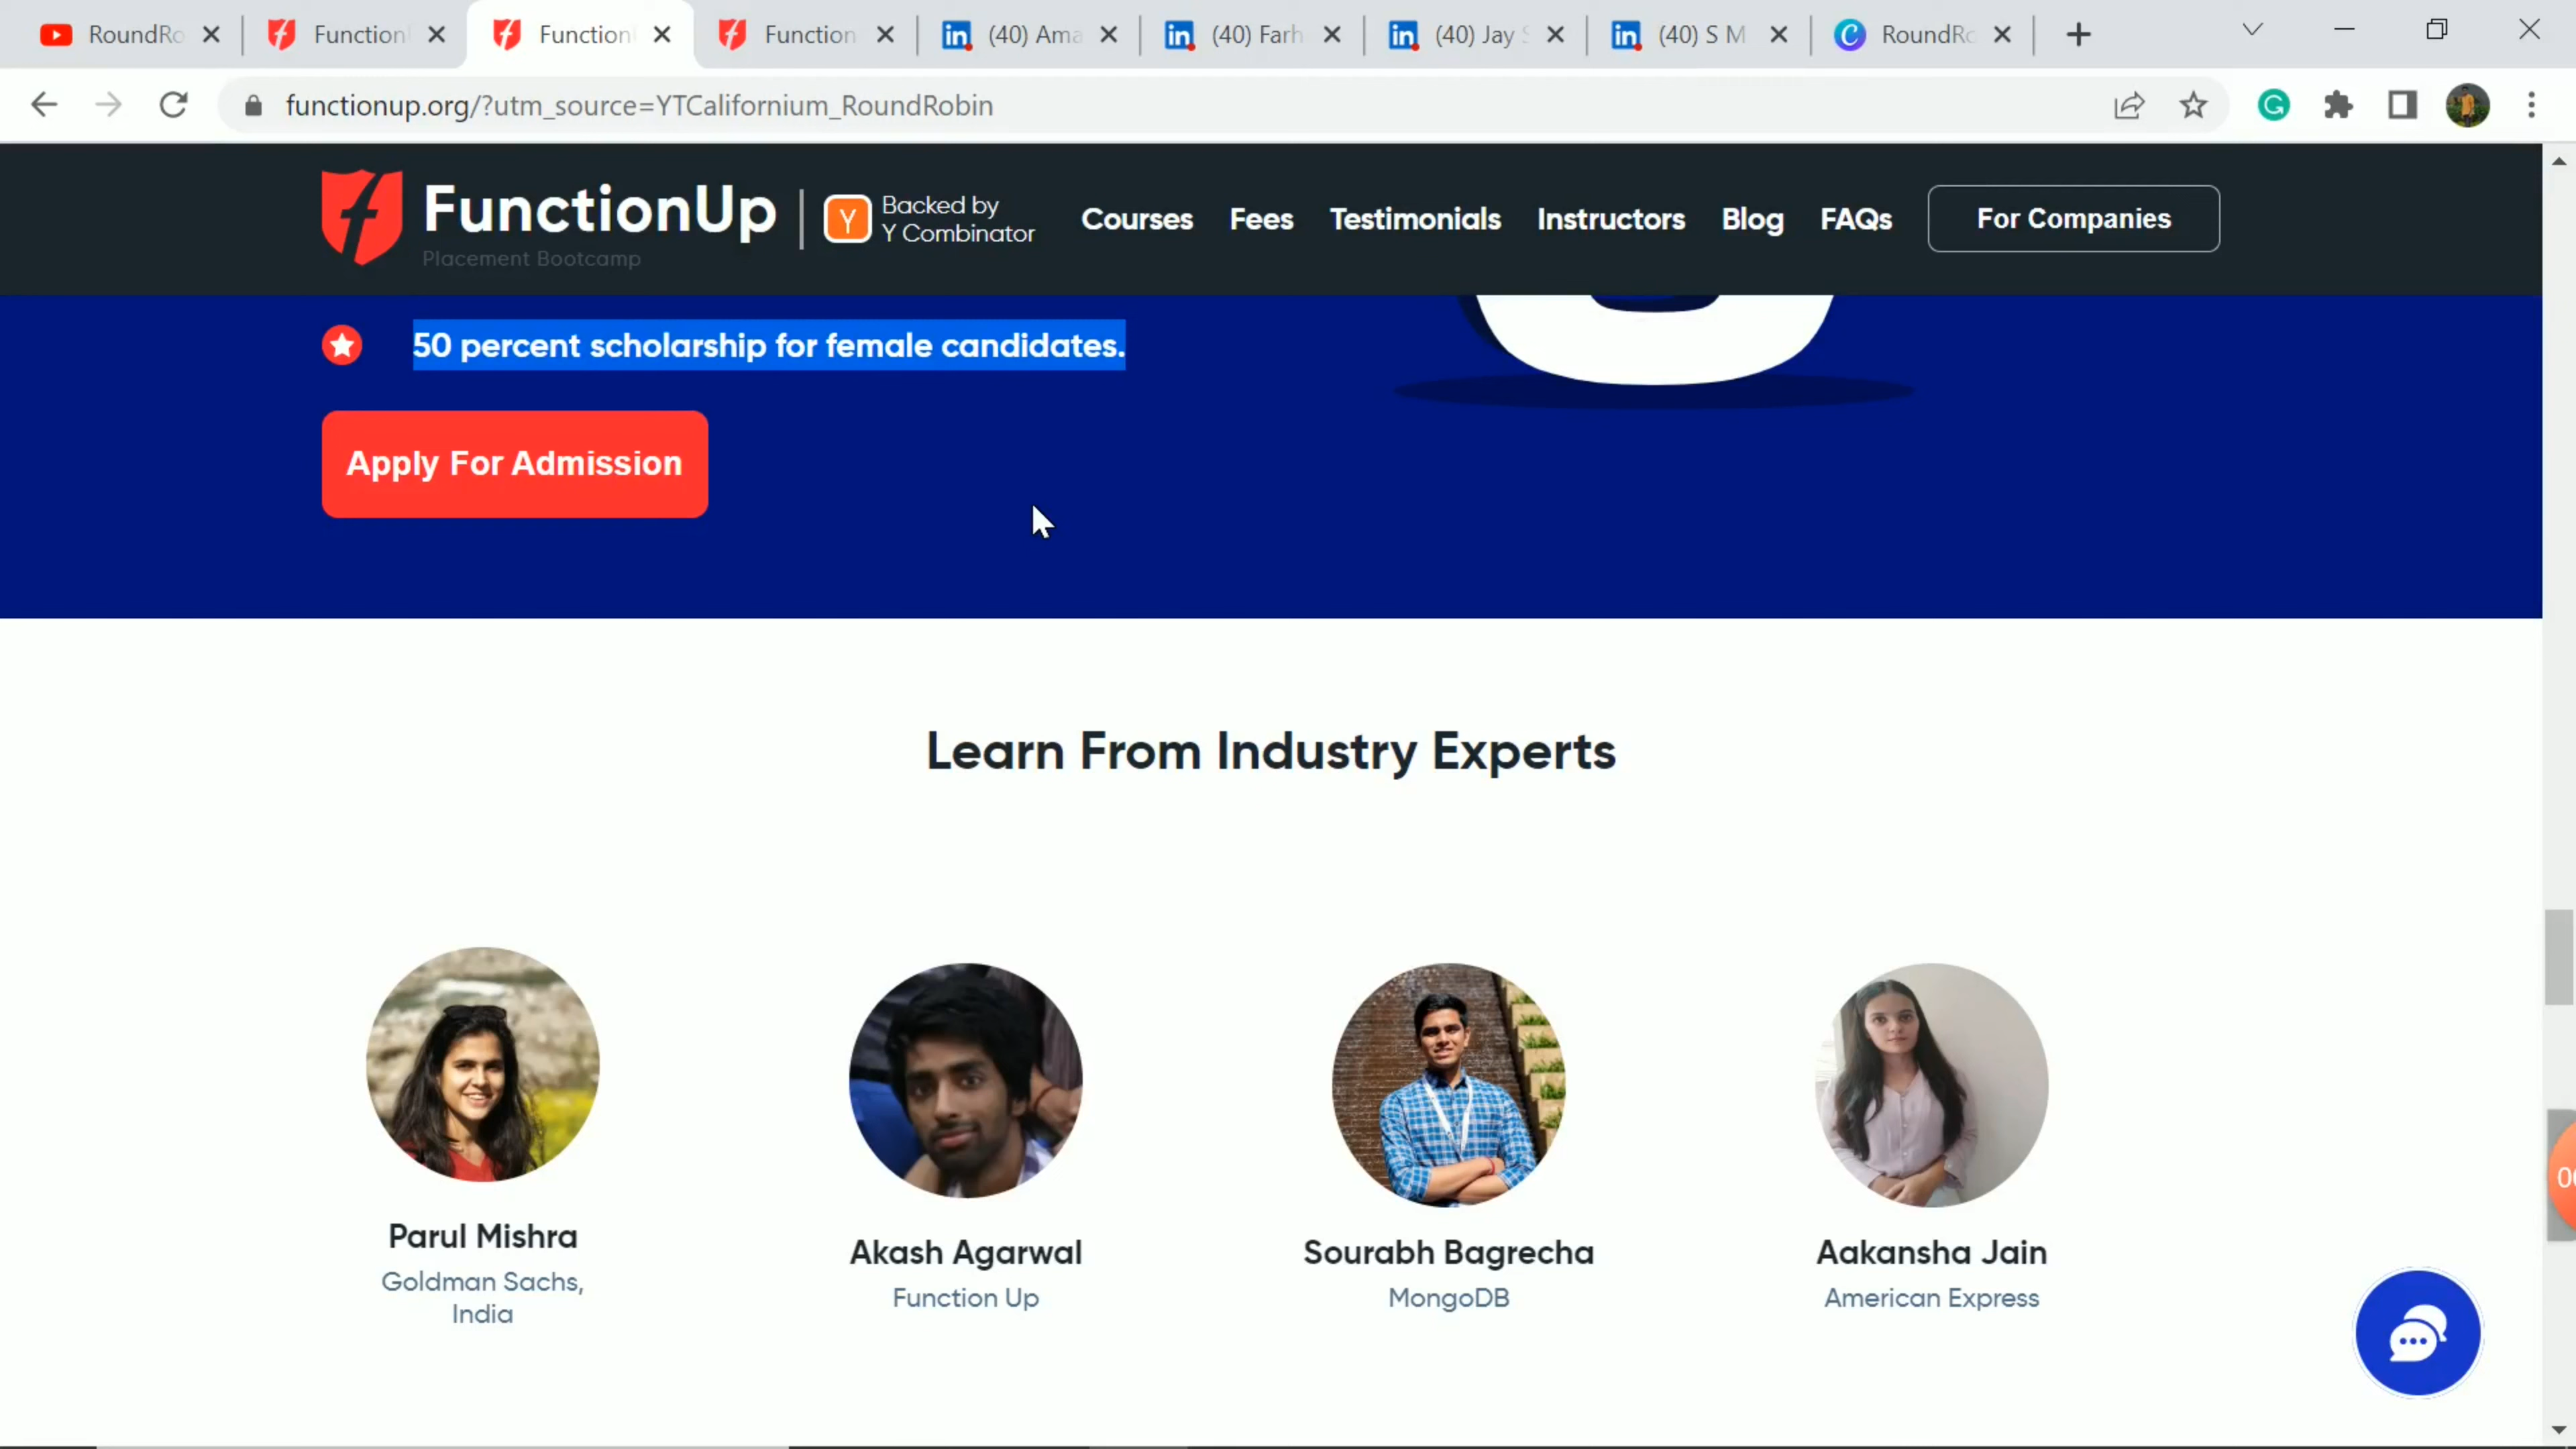 RoundRo
Function
Function
Function
(40) Ama
(40) Farh
(40) Jay S
(40) S M
RoundRo
functionup.org/?utm_source=YTCalifornium_RoundRobin
FunctionUp
Placement Bootcamp
Y
Backed by
Y Combinator
Courses
Fees
Testimonials
Instructors
Blog
FAQs
For Companies
50 percent scholarship for female candidates.
Apply For Admission
Learn From Industry Experts
Parul Mishra
Goldman Sachs,
India
Akash Agarwal
Function Up
Sourabh Bagrecha
MongoDB
Aakansha Jain
American Express